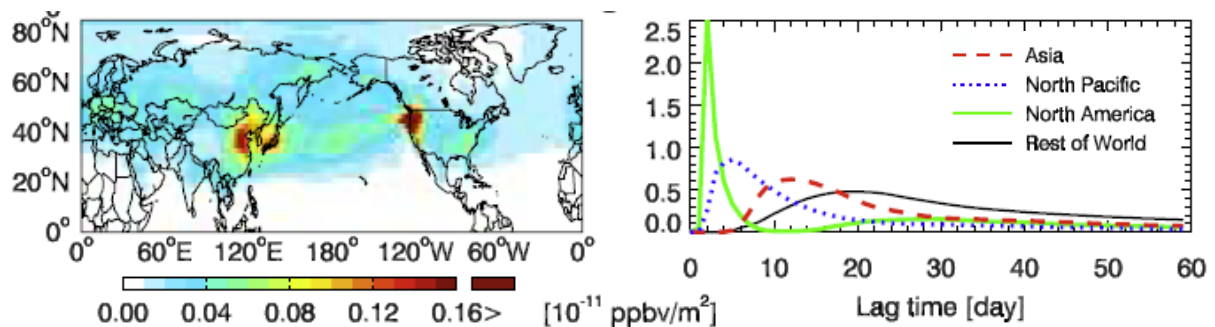 80°N
60°N
40°N
20°N
0°
0° 60°E 120°E 180° 120°W 60°W 0°
0.00 0.04 0.08 0.12 0.16> [10⁻¹¹ ppbv/m²]
2.5
2.0
1.5
1.0
0.5
0.0
Asia
North Pacific
North America
Rest of World
0 10 20 30 40 50 60
Lag time [day]